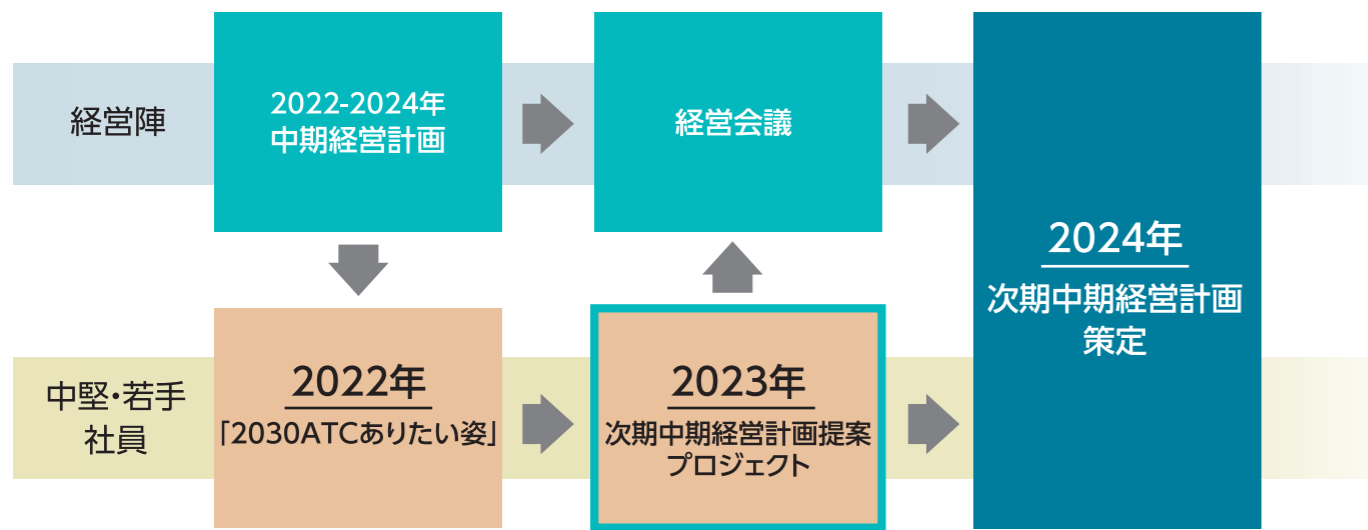 経営陣
2022-2024年
中期経営計画
経営会議
2024年
次期中期経営計画
策定
中堅・若手
社員
2022年
「2030ATCありたい姿」
2023年
次期中期経営計画提案
プロジェクト